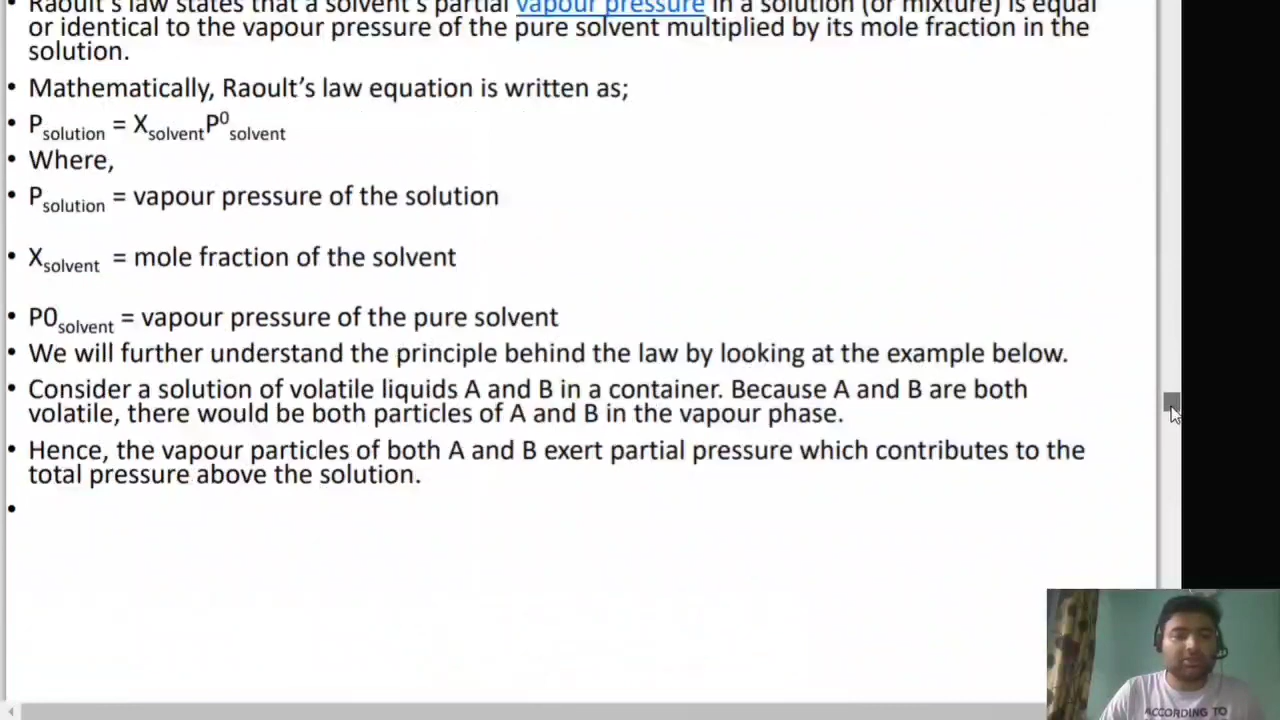 • Raoult's law states that a solvent's partial vapour pressure in a solution (or mixture) is equal
or identical to the vapour pressure of the pure solvent multiplied by its mole fraction in the
solution.
• Mathematically, Raoult's law equation is written as;
• Psolution = XsolventP⁰solvent
• Where,
• Psolution = vapour pressure of the solution
• Xsolvent = mole fraction of the solvent
• P0solvent = vapour pressure of the pure solvent
• We will further understand the principle behind the law by looking at the example below.
• Consider a solution of volatile liquids A and B in a container. Because A and B are both
volatile, there would be both particles of A and B in the vapour phase.
• Hence, the vapour particles of both A and B exert partial pressure which contributes to the
total pressure above the solution.
•
ACCORDING TO